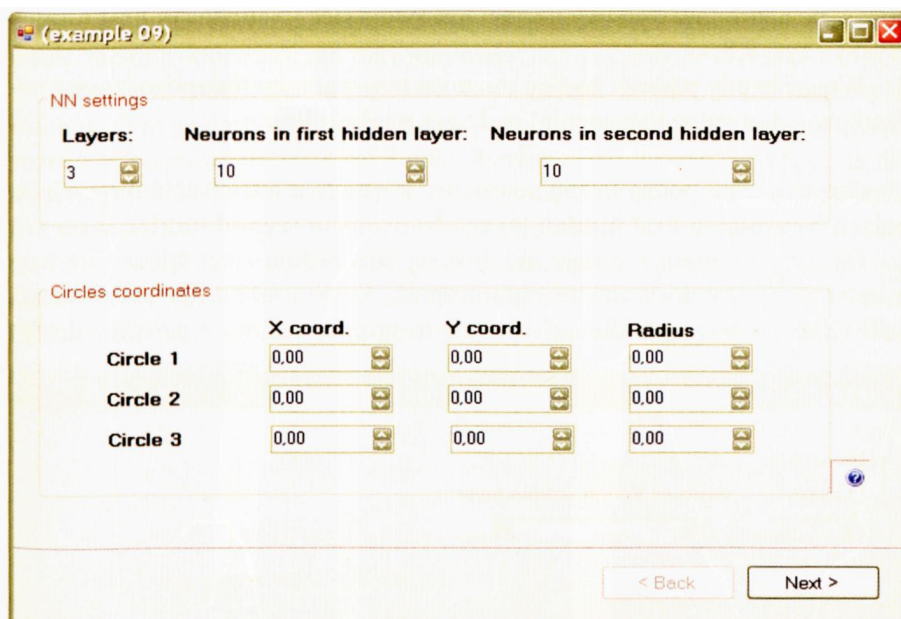 (example 09)
NN settings
Layers: Neurons in first hidden layer: Neurons in second hidden layer:
3 10 10
Circles coordinates
X coord. Y coord. Radius
Circle 1 0,00 0,00 0,00
Circle 2 0,00 0,00 0,00
Circle 3 0,00 0,00 0,00
< Back Next >